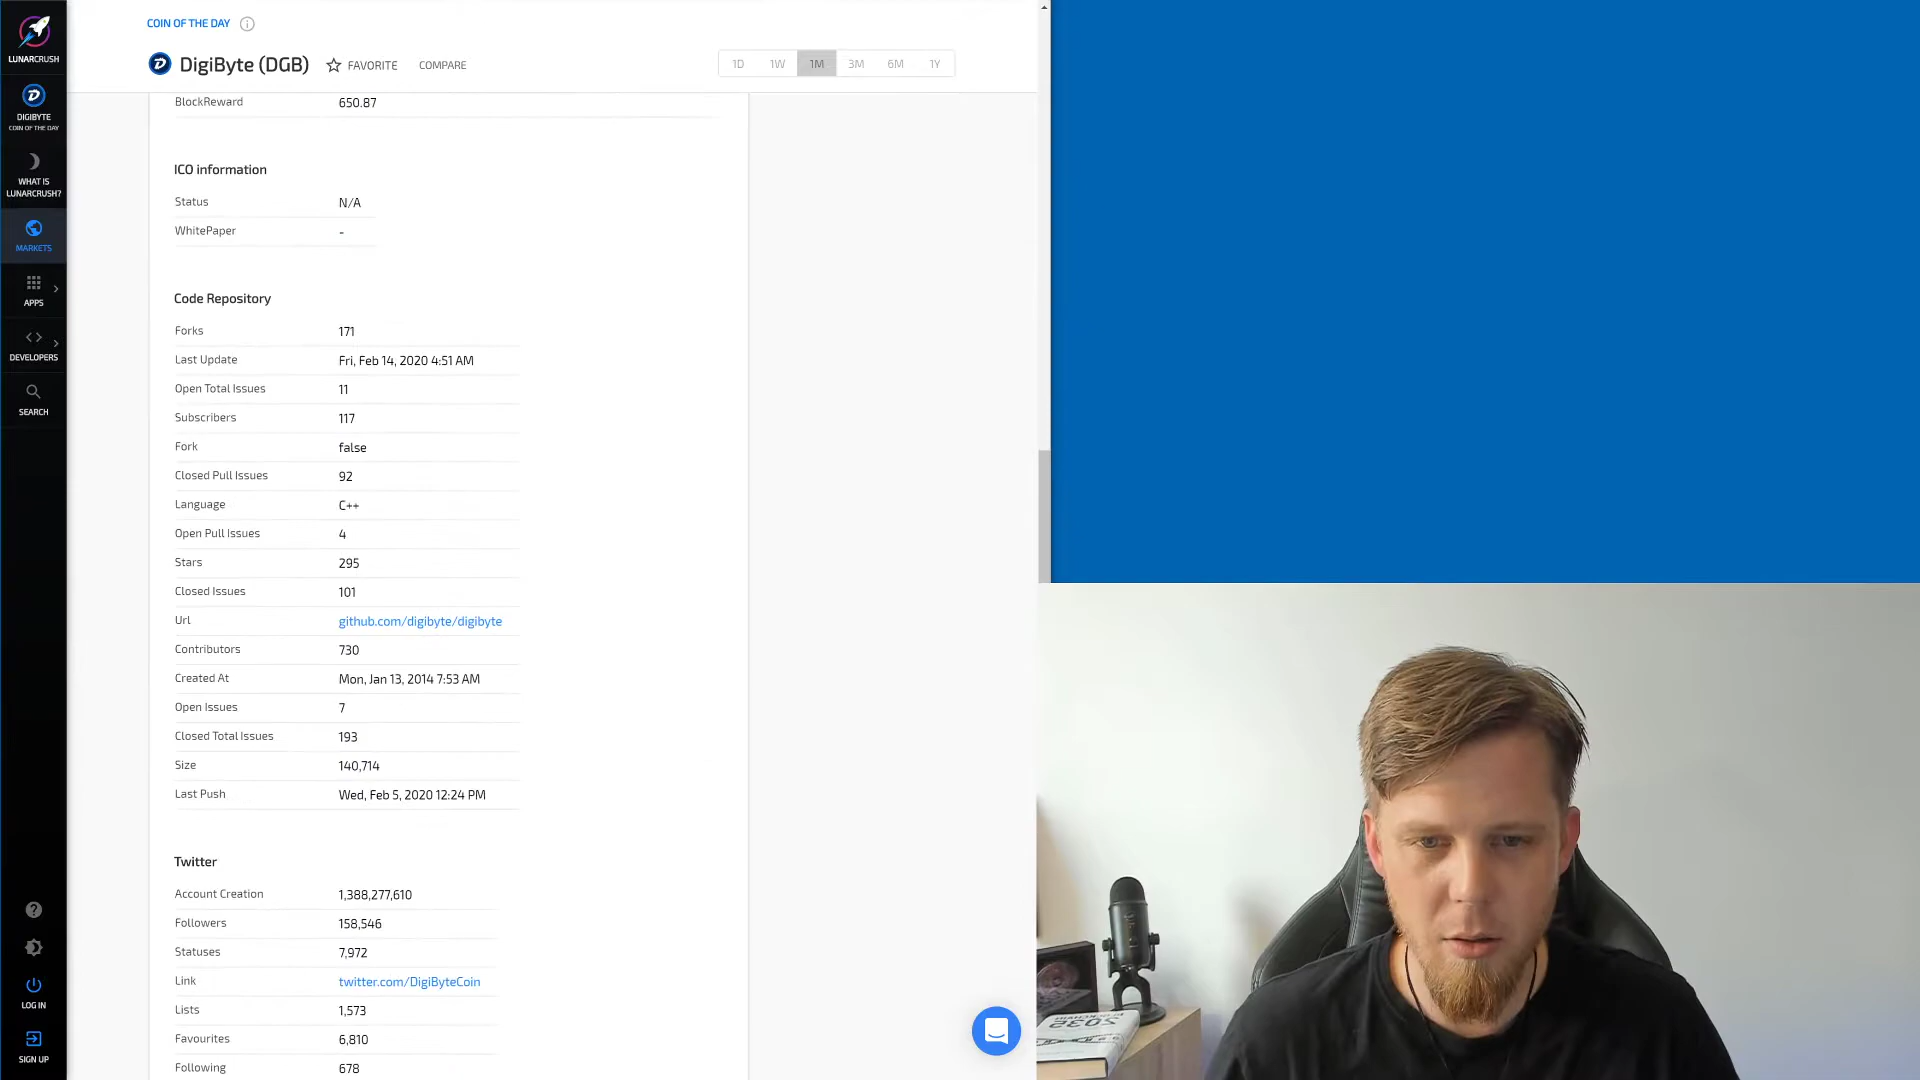 LUNARCRUSH
DIGIBYTE
COIN OF THE DAY
WHAT IS
LUNARCRUSH?
MARKETS
APPS
DEVELOPERS
SEARCH
LOG IN
SIGN UP
COIN OF THE DAY
DigiByte (DGB) FAVORITE COMPARE 1D 1W 1M 3M 6M 1Y
BlockReward 650.87
ICO information
Status N/A
WhitePaper -
Code Repository
Forks 171
Last Update Fri, Feb 14, 2020 4:51 AM
Open Total Issues 11
Subscribers 117
Fork false
Closed Pull Issues 92
Language C++
Open Pull Issues 4
Stars 295
Closed Issues 101
Url github.com/digibyte/digibyte
Contributors 730
Created At Mon, Jan 13, 2014 7:53 AM
Open Issues 7
Closed Total Issues 193
Size 140,714
Last Push Wed, Feb 5, 2020 12:24 PM
Twitter
Account Creation 1,388,277,610
Followers 158,546
Statuses 7,972
Link twitter.com/DigiByteCoin
Lists 1,573
Favourites 6,810
Following 678
2035